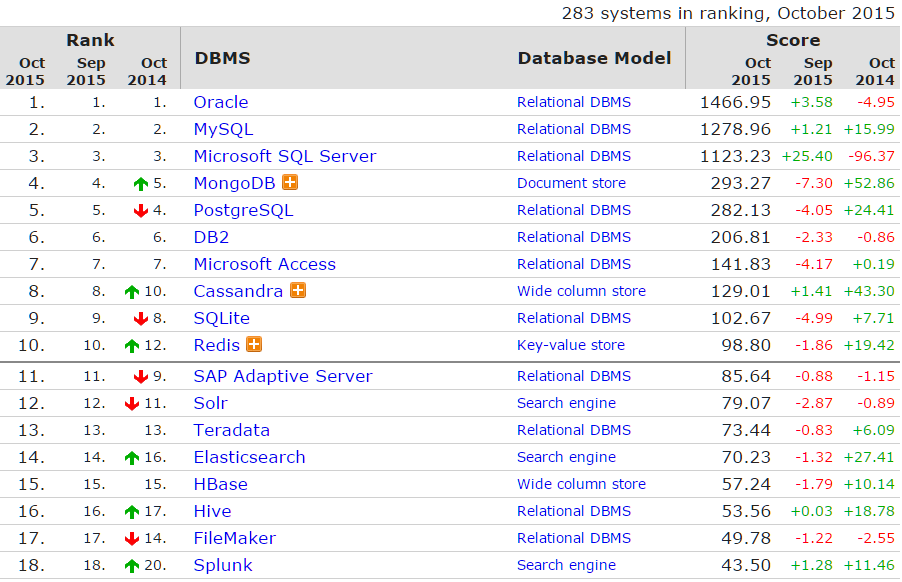 283 systems in ranking, October 2015
Rank DBMS Database Model Score
Oct 2015 Sep 2015 Oct 2014 Oct 2015 Sep 2015 Oct 2014
1. 1. 1. Oracle Relational DBMS 1466.95 +3.58 -4.95
2. 2. 2. MySQL Relational DBMS 1278.96 +1.21 +15.99
3. 3. 3. Microsoft SQL Server Relational DBMS 1123.23 +25.40 -96.37
4. 4. 5. MongoDB Document store 293.27 -7.30 +52.86
5. 5. 4. PostgreSQL Relational DBMS 282.13 -4.05 +24.41
6. 6. 6. DB2 Relational DBMS 206.81 -2.33 -0.86
7. 7. 7. Microsoft Access Relational DBMS 141.83 -4.17 +0.19
8. 8. 10. Cassandra Wide column store 129.01 +1.41 +43.30
9. 9. 8. SQLite Relational DBMS 102.67 -4.99 +7.71
10. 10. 12. Redis Key-value store 98.80 -1.86 +19.42
11. 11. 9. SAP Adaptive Server Relational DBMS 85.64 -0.88 -1.15
12. 12. 11. Solr Search engine 79.07 -2.87 -0.89
13. 13. 13. Teradata Relational DBMS 73.44 -0.83 +6.09
14. 14. 16. Elasticsearch Search engine 70.23 -1.32 +27.41
15. 15. 15. HBase Wide column store 57.24 -1.79 +10.14
16. 16. 17. Hive Relational DBMS 53.56 +0.03 +18.78
17. 17. 14. FileMaker Relational DBMS 49.78 -1.22 -2.55
18. 18. 20. Splunk Search engine 43.50 +1.28 +11.46